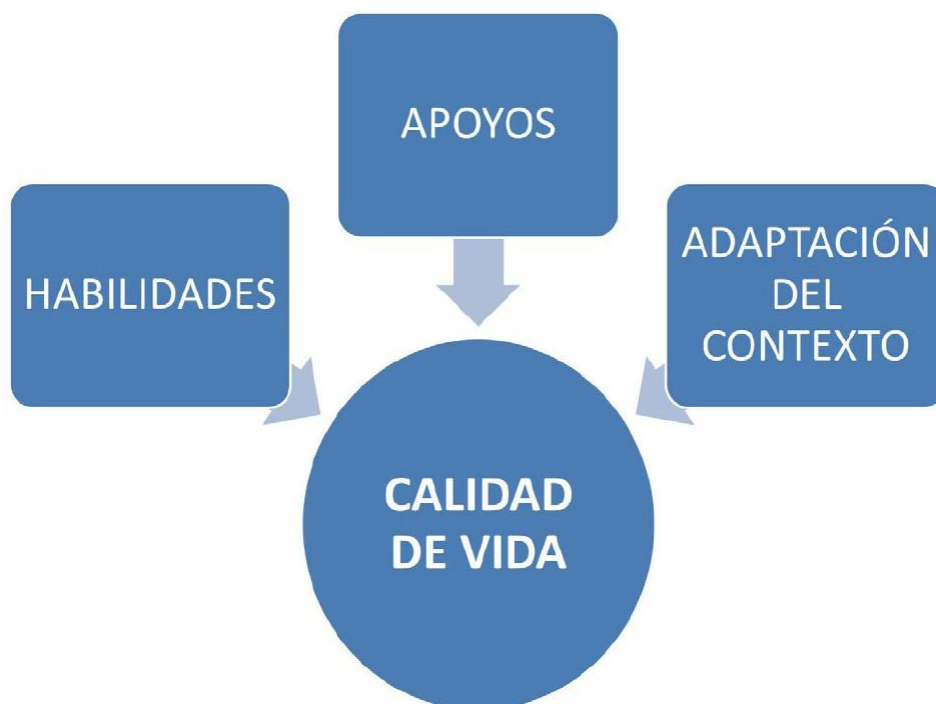 APOYOS
HABILIDADES
ADAPTACIÓN
DEL
CONTEXTO
CALIDAD
DE VIDA